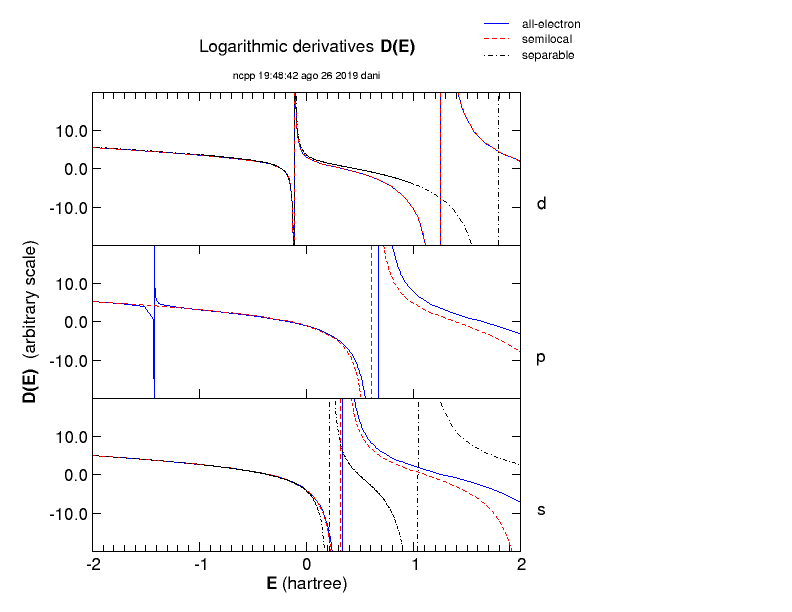 all-electron
semilocal
separable
Logarithmic derivatives D(E)
ncpp 19:48:42 ago 26 2019 dani
10.0
0.0
-10.0
d
10.0
0.0
-10.0
p
10.0
0.0
-10.0
s
D(E) (arbitrary scale)
-2 -1 0 1 2
E (hartree)